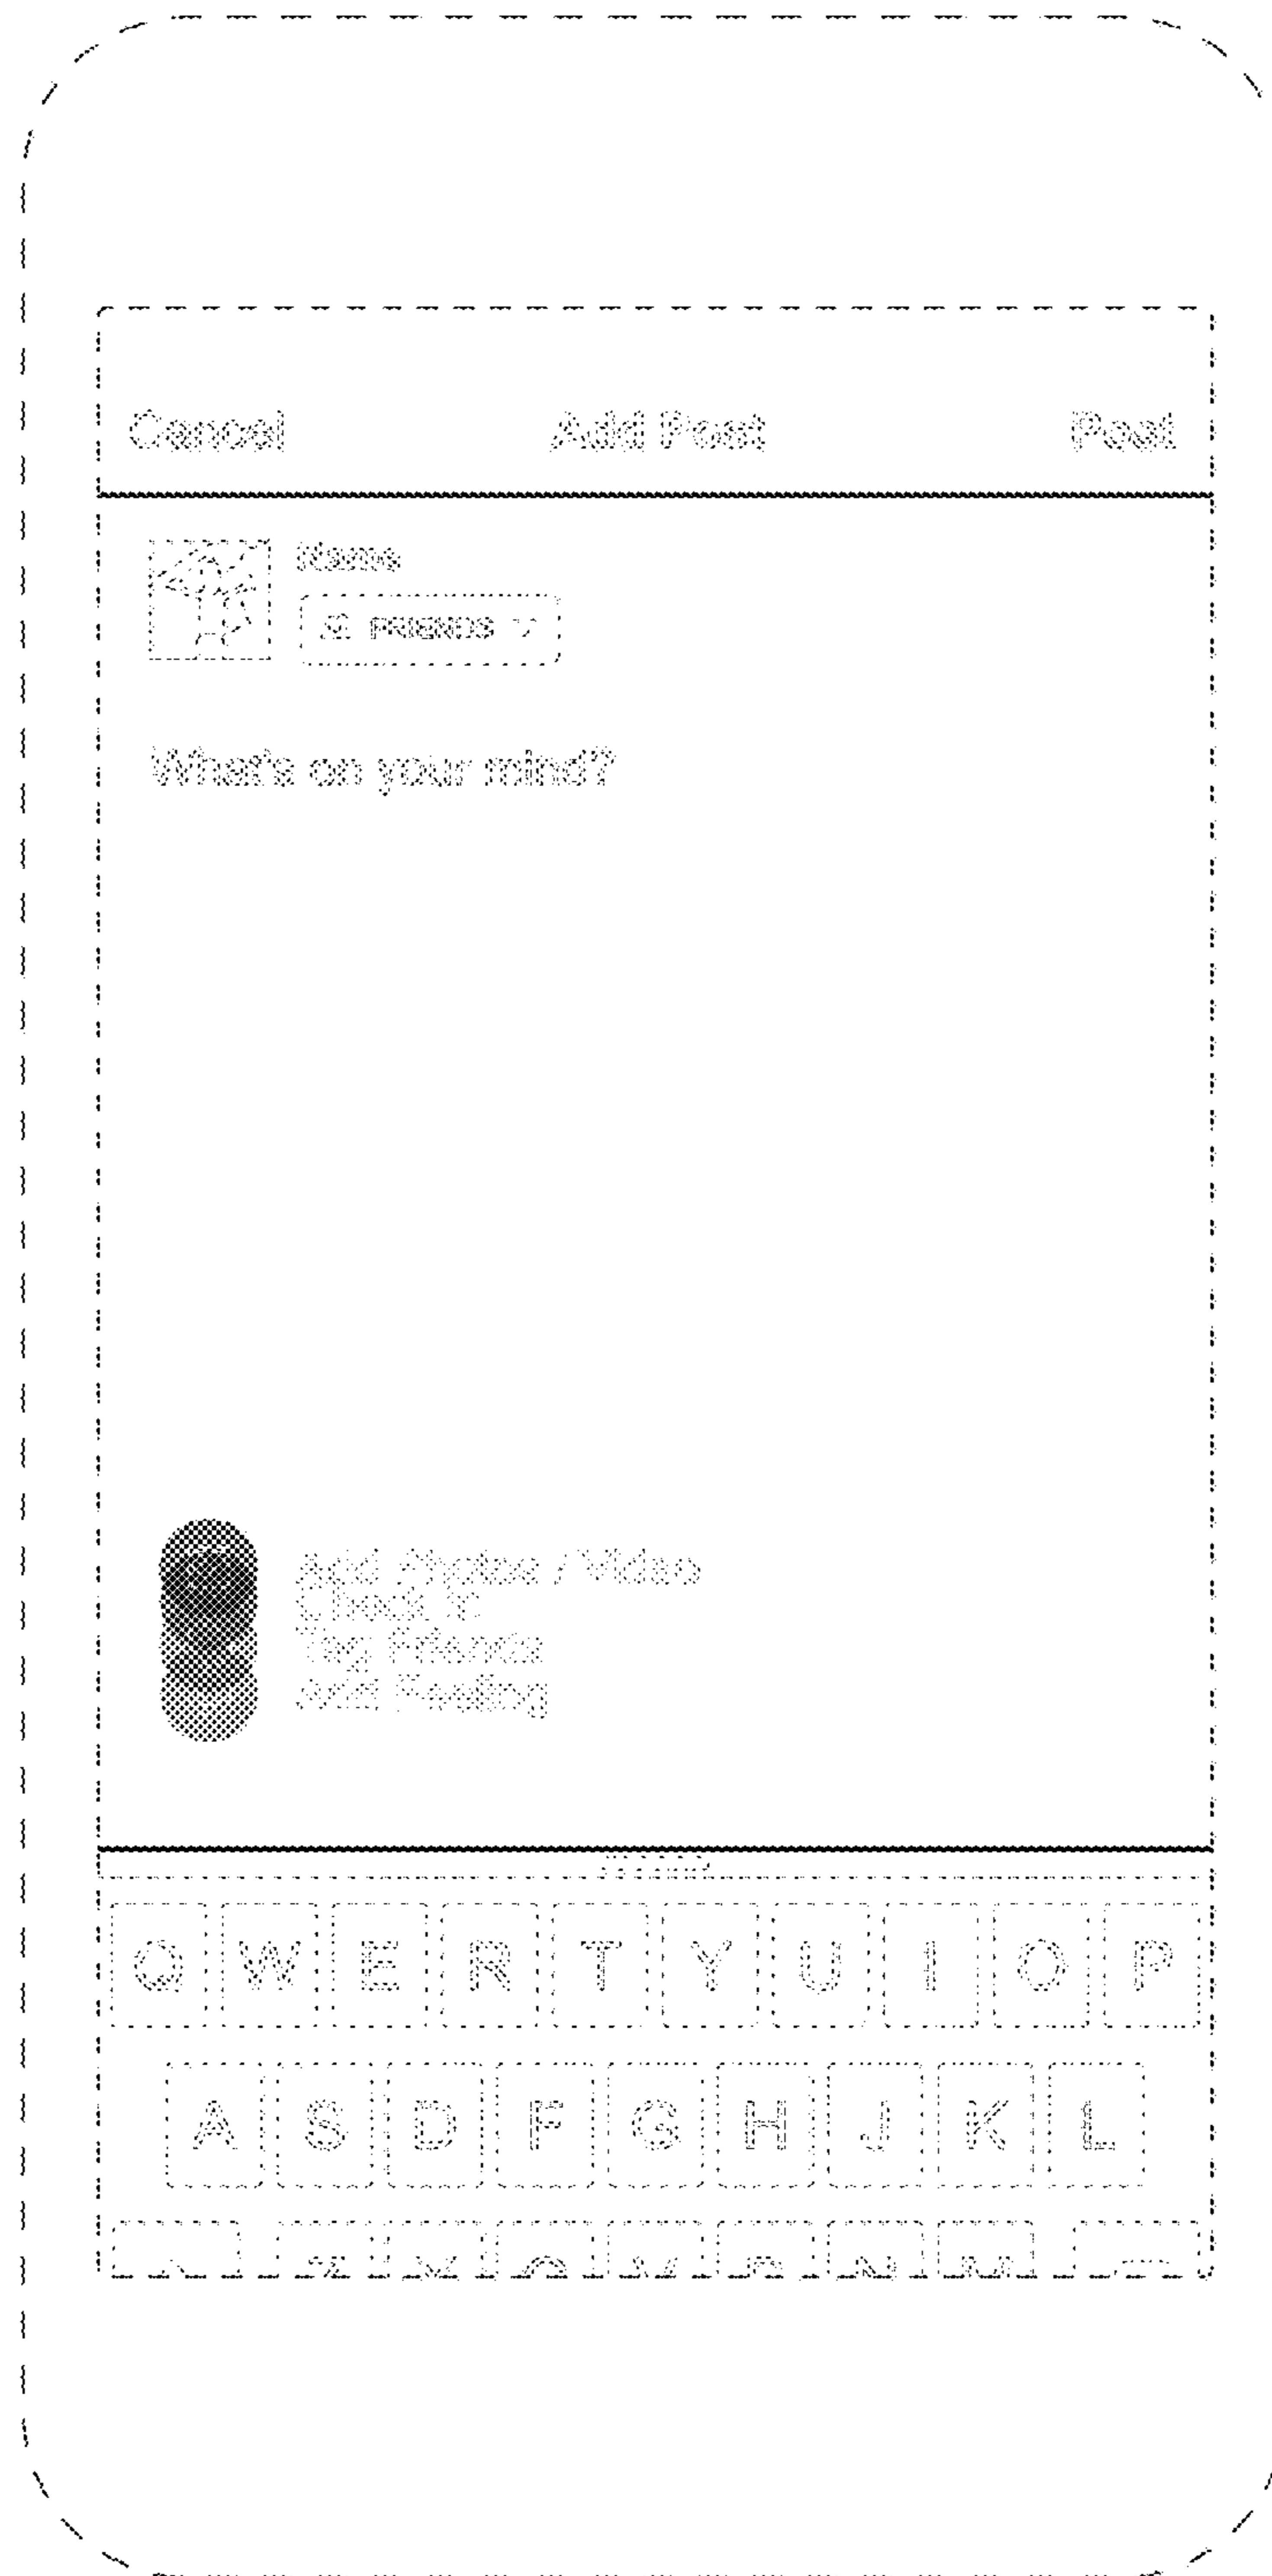 Cancel Add Post Post
Name
FRIENDS
What's on your mind?
Add Photos / Video
Check In
Tag Friends
Add Feeling
Q W E R T Y U I O P
A S D F G H J K L